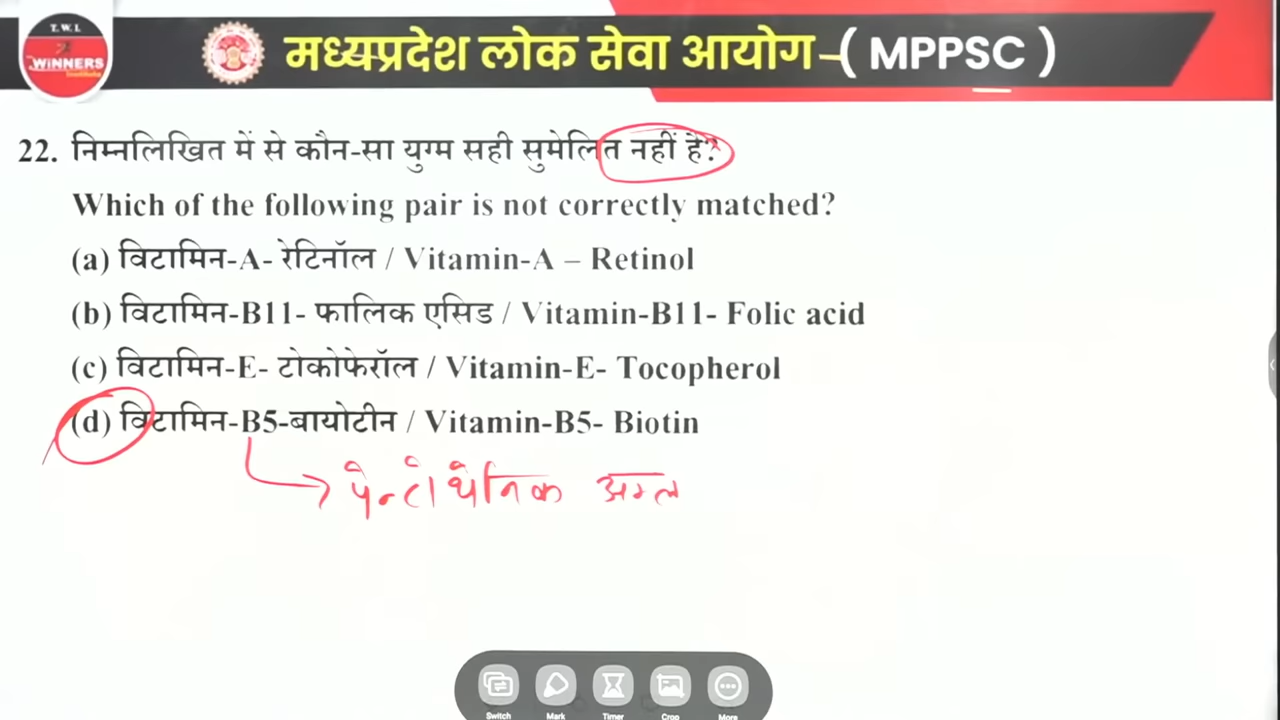 T.W.I.
WiNNERS
मध्यप्रदेश लोक सेवा आयोग-( MPPSC )
22. निम्नलिखित में से कौन-सा युग्म सही सुमेलित नहीं है?
Which of the following pair is not correctly matched?
(a) विटामिन-A- रेटिनॉल / Vitamin-A – Retinol
(b) विटामिन-B11- फालिक एसिड / Vitamin-B11- Folic acid
(c) विटामिन-E- टोकोफेरॉल / Vitamin-E- Tocopherol
(d) विटामिन-B5-बायोटीन / Vitamin-B5- Biotin
पैन्टोथैनिक अम्ल
Switch Mark Timer Crop More